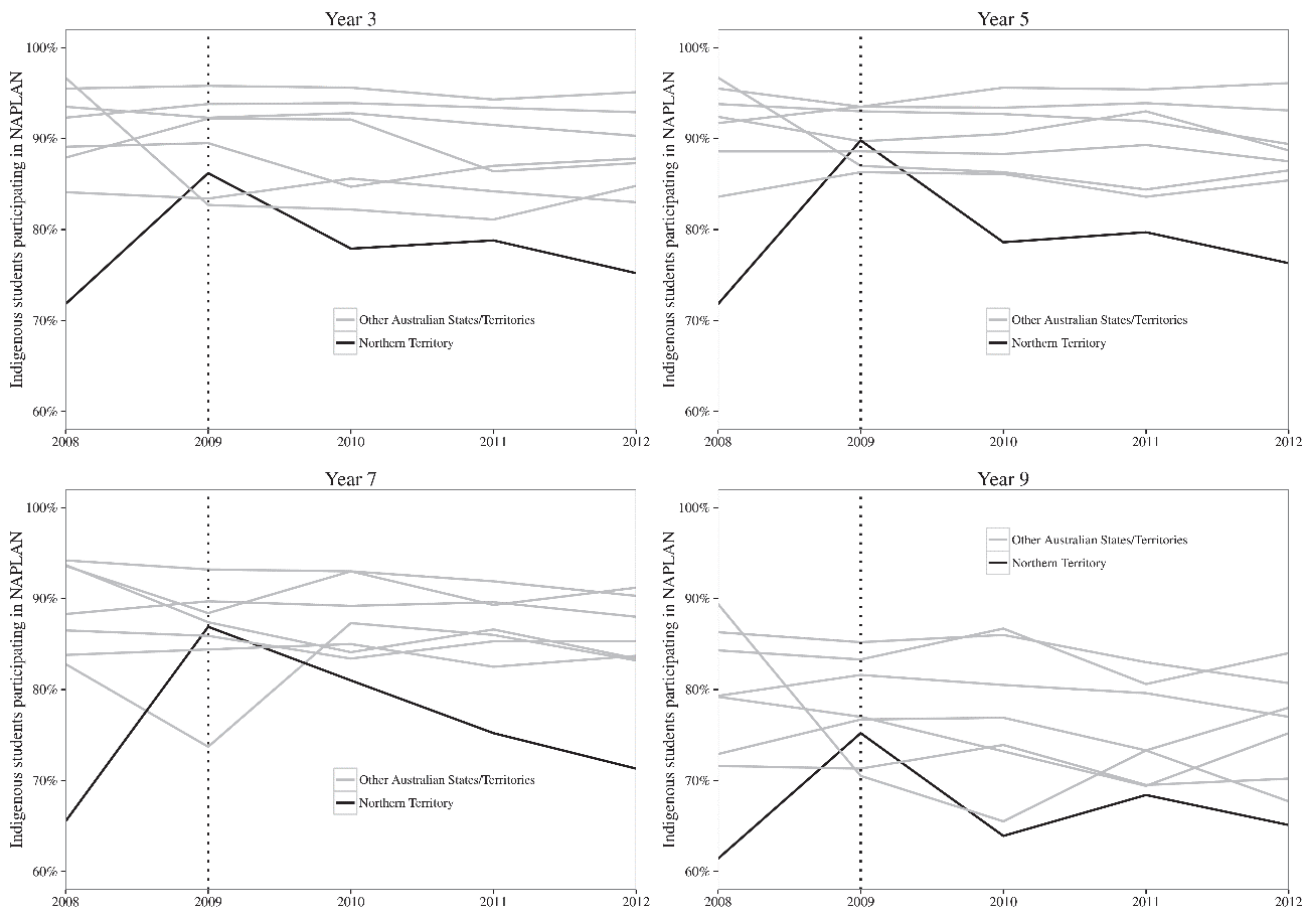 Year 3
Indigenous students participating in NAPLAN
100%
90%
80%
70%
60%
Other Australian States/Territories
Northern Territory
2008 2009 2010 2011 2012
Year 5
Indigenous students participating in NAPLAN
100%
90%
80%
70%
60%
Other Australian States/Territories
Northern Territory
2008 2009 2010 2011 2012
Year 7
Indigenous students participating in NAPLAN
100%
90%
80%
70%
60%
Other Australian States/Territories
Northern Territory
2008 2009 2010 2011 2012
Year 9
Indigenous students participating in NAPLAN
100%
90%
80%
70%
60%
Other Australian States/Territories
Northern Territory
2008 2009 2010 2011 2012